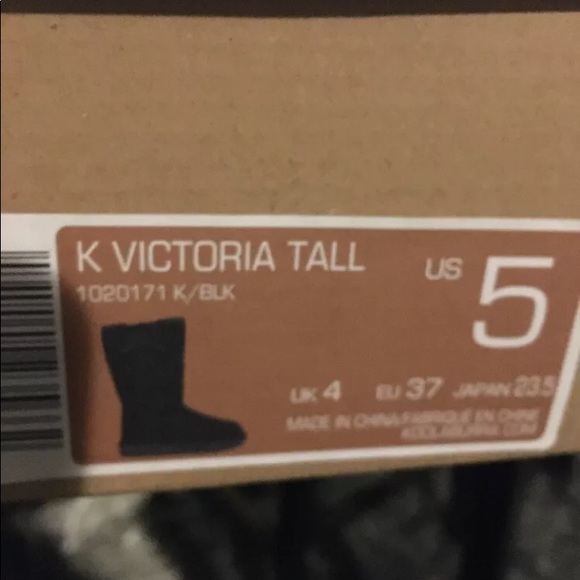 K VICTORIA TALL
1020171 K/BLK
US 5
UK 4 EU 37 JAPAN 23.5
MADE IN CHINA/FABRIQUÉ EN CHINE
KOOLABURRA.COM